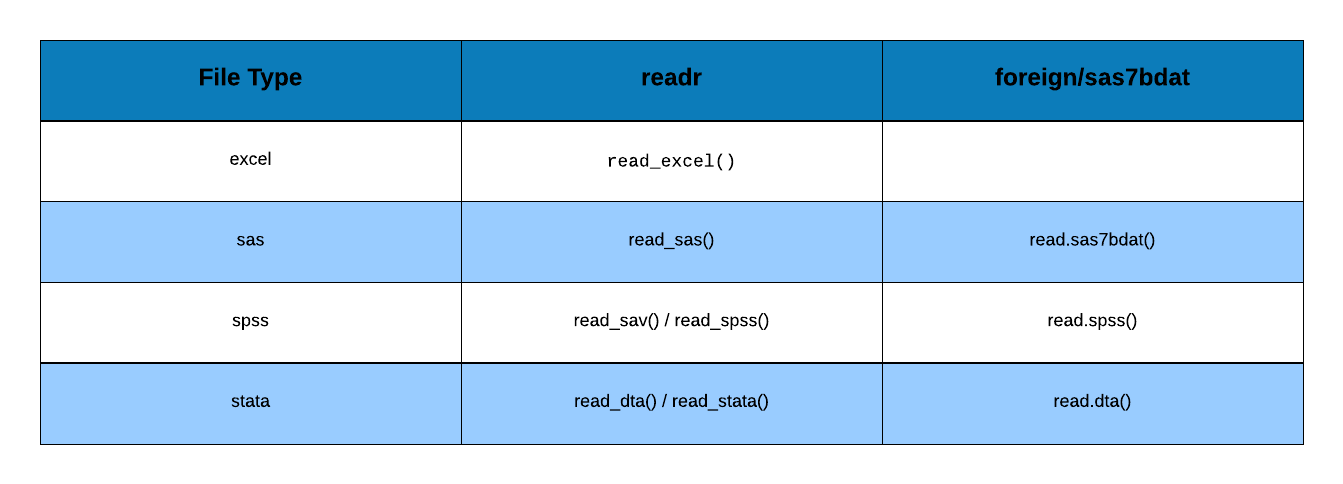 File Type readr foreign/sas7bdat
excel read_excel()
sas read_sas() read.sas7bdat()
spss read_sav() / read_spss() read.spss()
stata read_dta() / read_stata() read.dta()